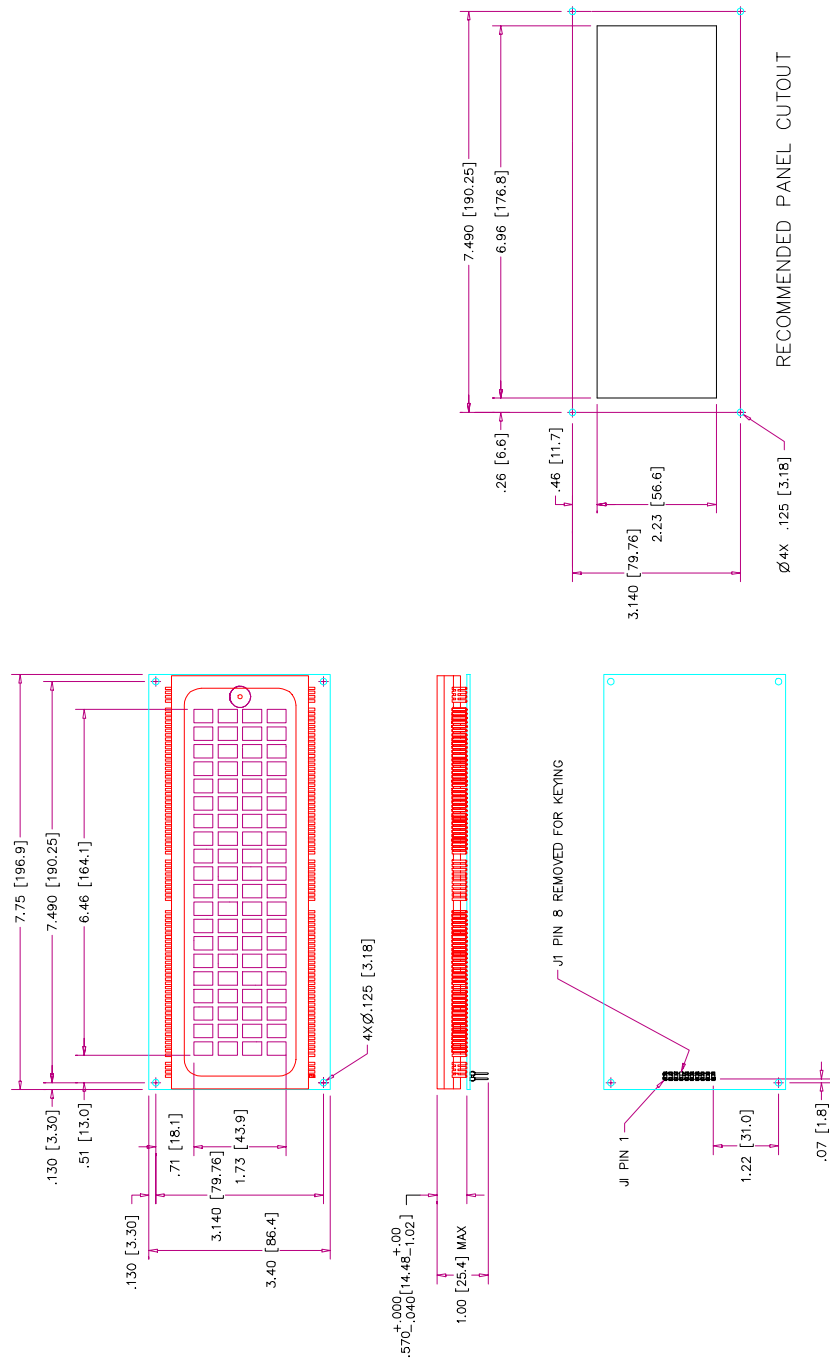 7.490 [190.25]
6.96 [176.8]
.26 [6.6]
.46 [11.7]
2.23 [56.6]
3.140 [79.76]
Ø4X .125 [3.18]
RECOMMENDED PANEL CUTOUT
7.75 [196.9]
7.490 [190.25]
6.46 [164.1]
.130 [3.30]
.51 [13.0]
.71 [18.1]
1.73 [43.9]
3.140 [79.76]
.130 [3.30]
3.40 [86.4]
4XØ.125 [3.18]
.570 +.000 -.040 [14.48 +.00 -1.02]
1.00 [25.4] MAX
J1 PIN 8 REMOVED FOR KEYING
JI PIN 1
1.22 [31.0]
.07 [1.8]